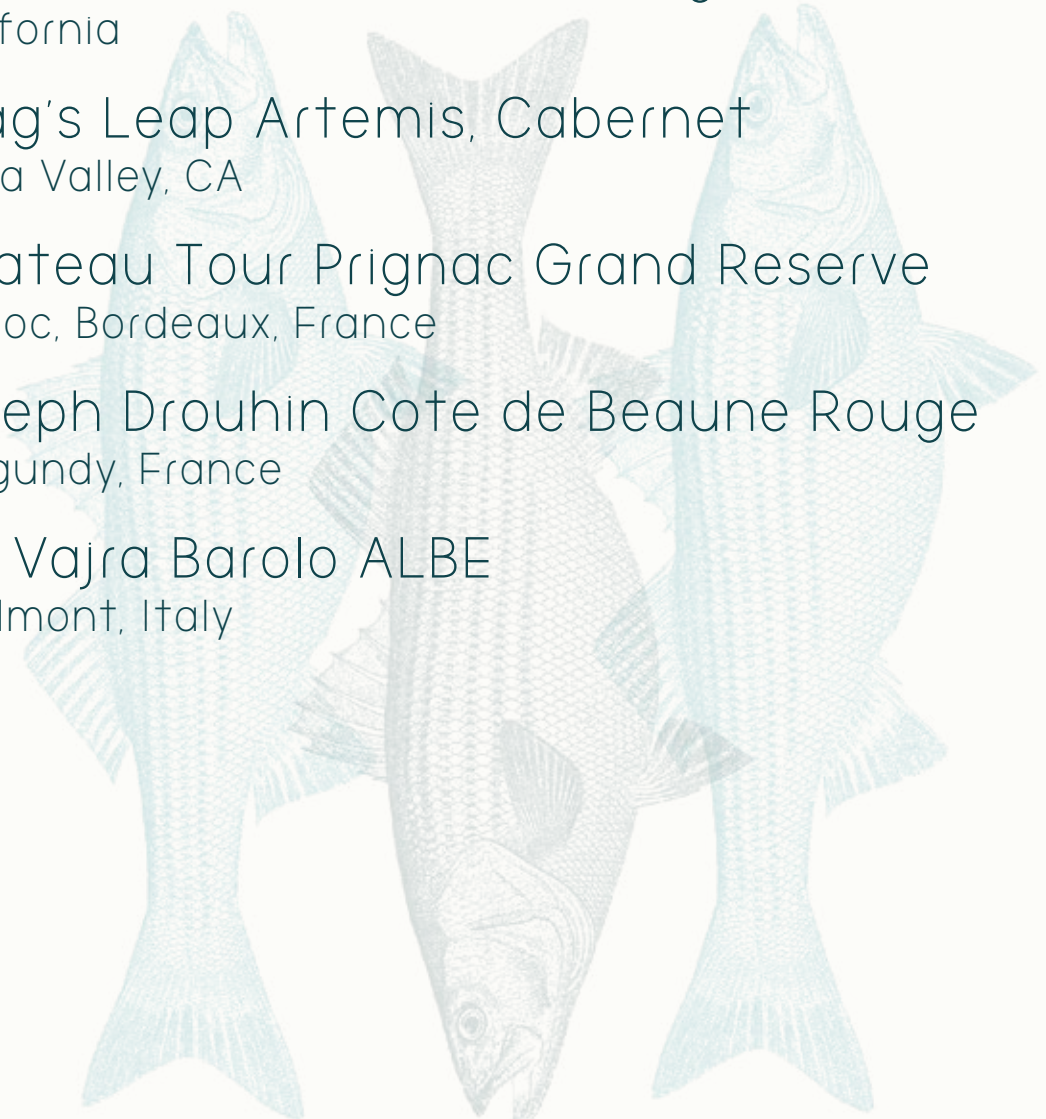 fornia
ag's Leap Artemis, Cabernet
a Valley, CA
ateau Tour Prignac Grand Reserve
oc, Bordeaux, France
eph Drouhin Cote de Beaune Rouge
gundy, France
Vajra Barolo ALBE
lmont, Italy